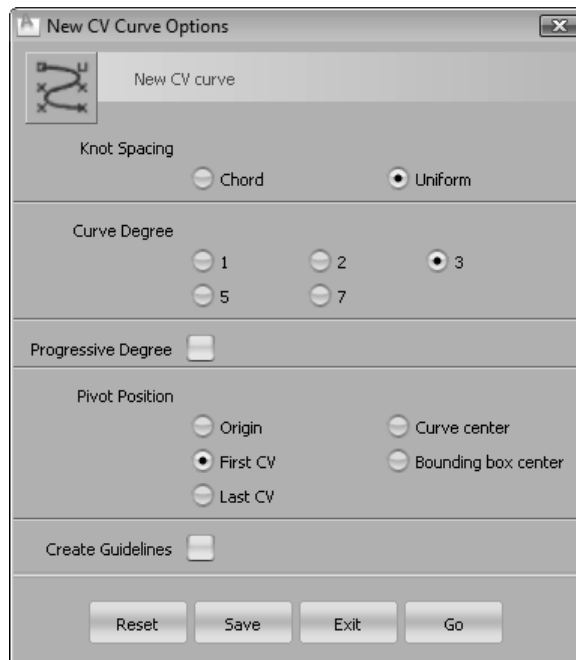 New CV Curve Options
New CV curve
Knot Spacing
Chord Uniform
Curve Degree
1 2 3
5 7
Progressive Degree
Pivot Position
Origin Curve center
First CV Bounding box center
Last CV
Create Guidelines
Reset Save Exit Go